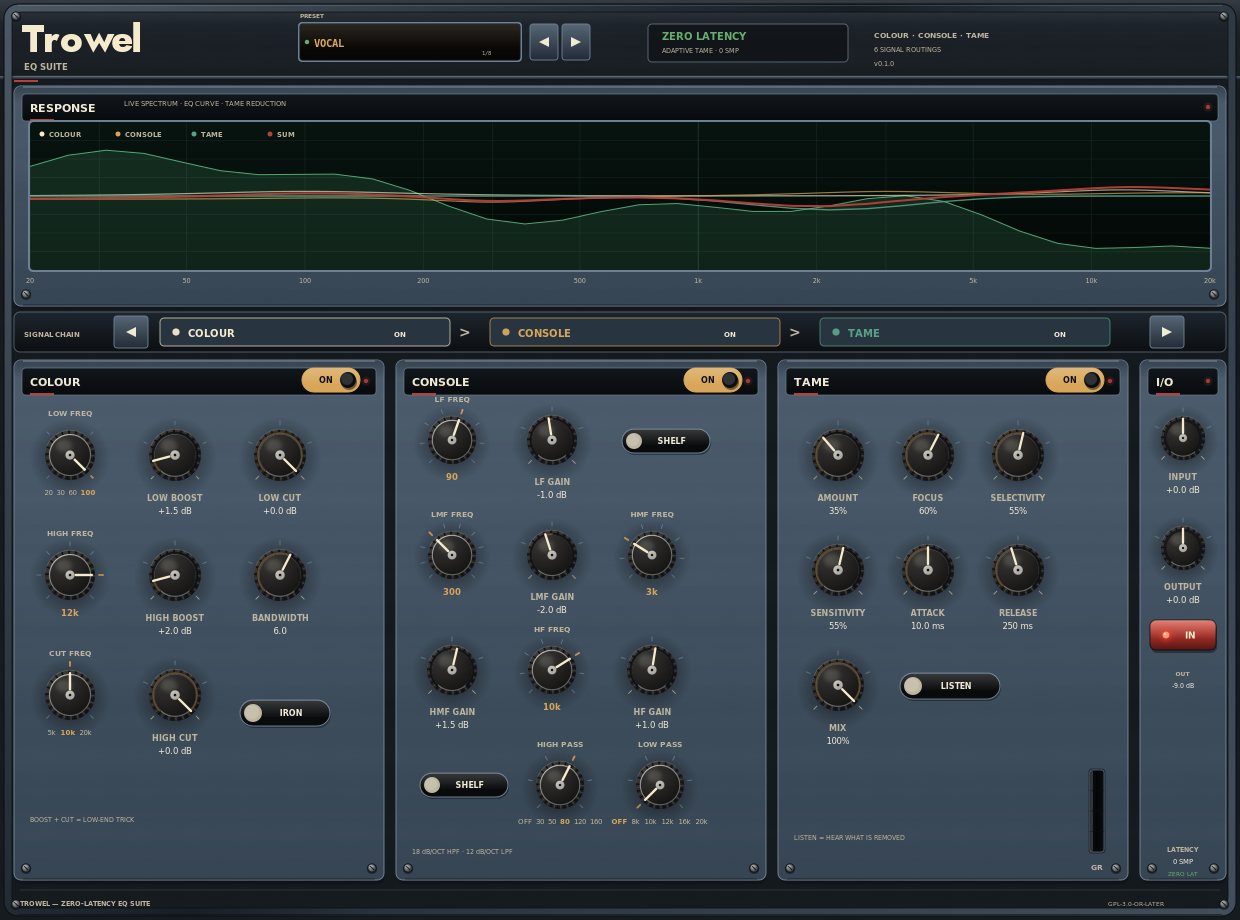 Trowel
EQ SUITE
PRESET
VOCAL
1/8
◀ ▶
ZERO LATENCY
ADAPTIVE TAME · 0 SMP
COLOUR · CONSOLE · TAME
6 SIGNAL ROUTINGS
v0.1.0
RESPONSE
LIVE SPECTRUM · EQ CURVE · TAME REDUCTION
COLOUR CONSOLE TAME SUM
20 50 100 200 500 1k 2k 5k 10k 20k
SIGNAL CHAIN ◀ COLOUR ON > CONSOLE ON > TAME ON ▶
COLOUR ON
LOW FREQ
20 30 60 100
LOW BOOST
+1.5 dB
LOW CUT
+0.0 dB
HIGH FREQ
12k
HIGH BOOST
+2.0 dB
BANDWIDTH
6.0
CUT FREQ
5k 10k 20k
HIGH CUT
+0.0 dB
IRON
BOOST + CUT = LOW-END TRICK
CONSOLE ON
LF FREQ
90
LF GAIN
-1.0 dB
SHELF
LMF FREQ
300
LMF GAIN
-2.0 dB
HMF FREQ
3k
HMF GAIN
+1.5 dB
HF FREQ
10k
HF GAIN
+1.0 dB
SHELF
HIGH PASS
OFF 30 50 80 120 160
LOW PASS
OFF 8k 10k 12k 16k 20k
18 dB/OCT HPF · 12 dB/OCT LPF
TAME ON
AMOUNT
35%
FOCUS
60%
SELECTIVITY
55%
SENSITIVITY
55%
ATTACK
10.0 ms
RELEASE
250 ms
MIX
100%
LISTEN
LISTEN = HEAR WHAT IS REMOVED
GR
I/O
INPUT
+0.0 dB
OUTPUT
+0.0 dB
IN
OUT
-9.0 dB
LATENCY
0 SMP
ZERO LAT
TROWEL — ZERO-LATENCY EQ SUITE
GPL-3.0-OR-LATER